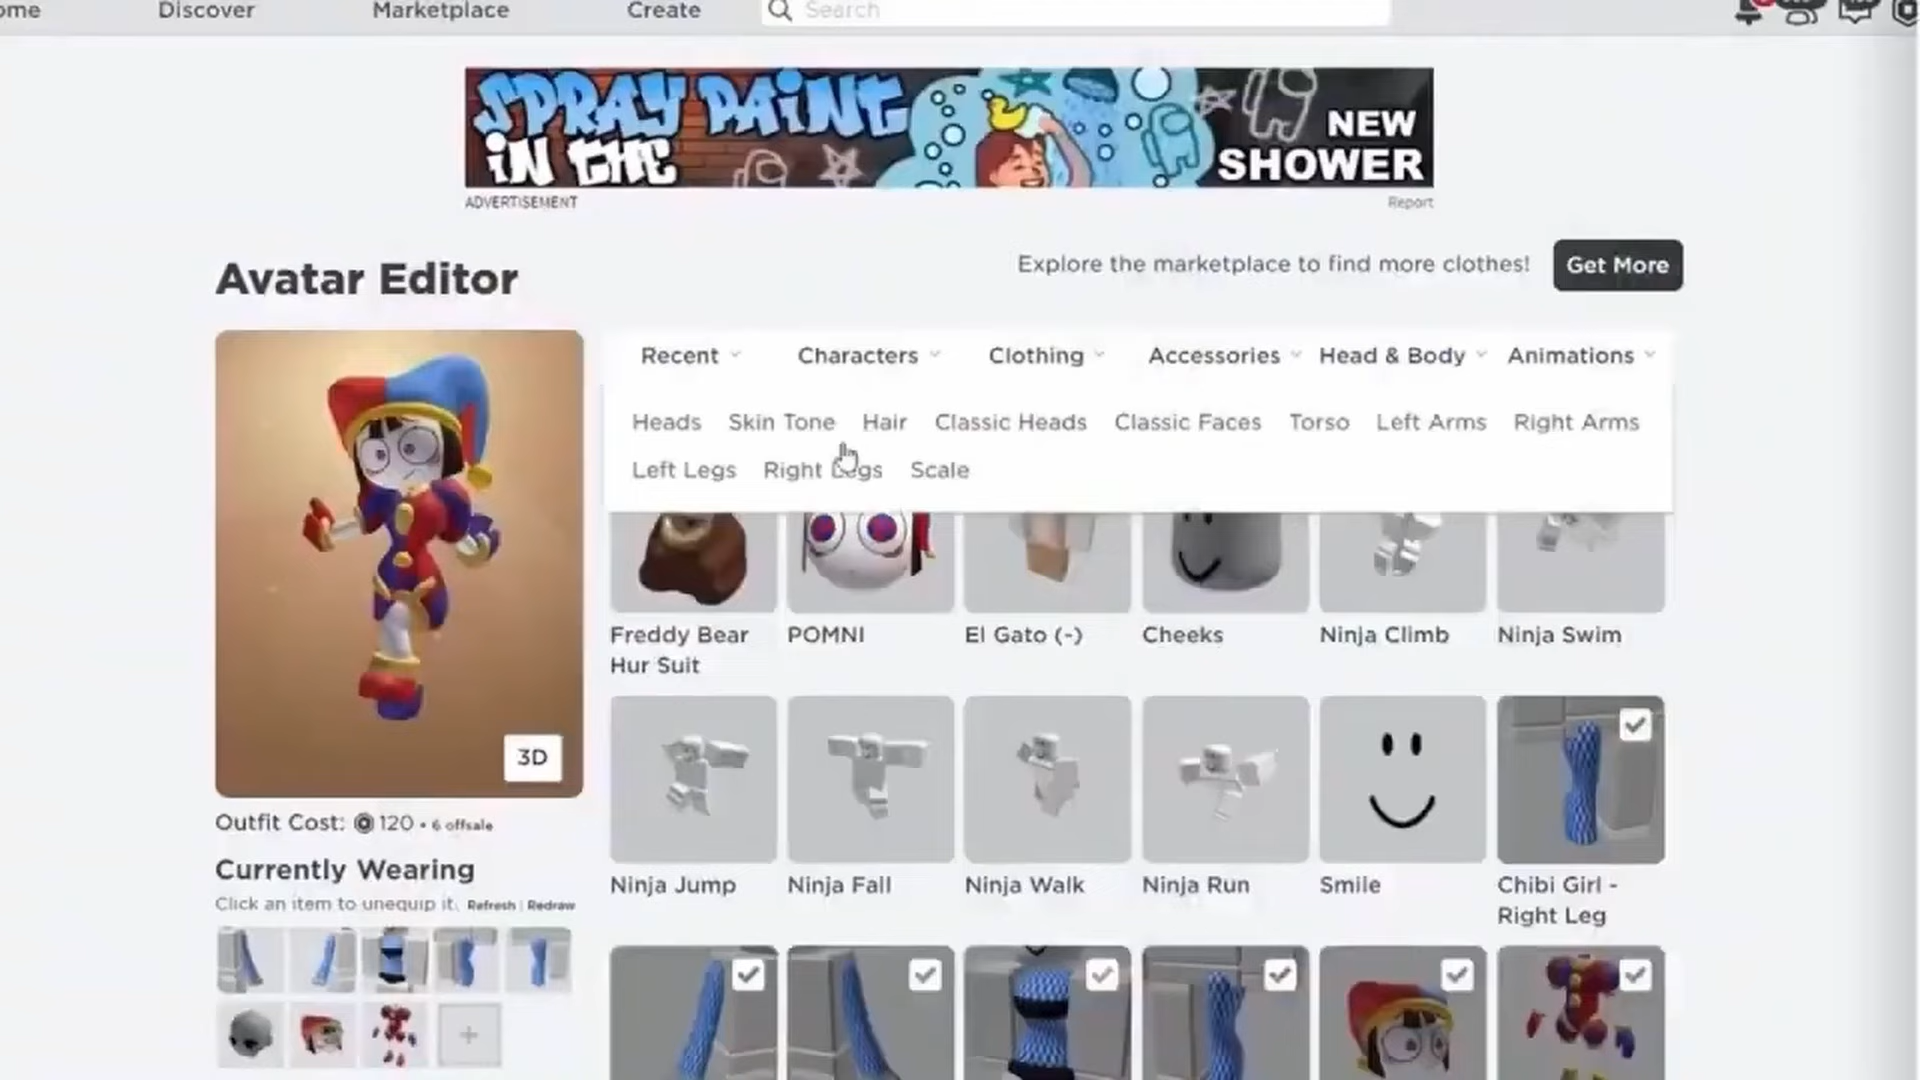 ome Discover Marketplace Create Search
SPRAY PAINT
IN THE
NEW
SHOWER
ADVERTISEMENT Report
Avatar Editor
Explore the marketplace to find more clothes! Get More
Recent Characters Clothing Accessories Head & Body Animations
Heads Skin Tone Hair Classic Heads Classic Faces Torso Left Arms Right Arms
Left Legs Right Legs Scale
Freddy Bear
Hur Suit
POMNI
El Gato (-)
Cheeks
Ninja Climb
Ninja Swim
3D
Outfit Cost: 120 • 6 offsale
Currently Wearing
Click an item to unequip it. Refresh | Redraw
Ninja Jump
Ninja Fall
Ninja Walk
Ninja Run
Smile
Chibi Girl -
Right Leg